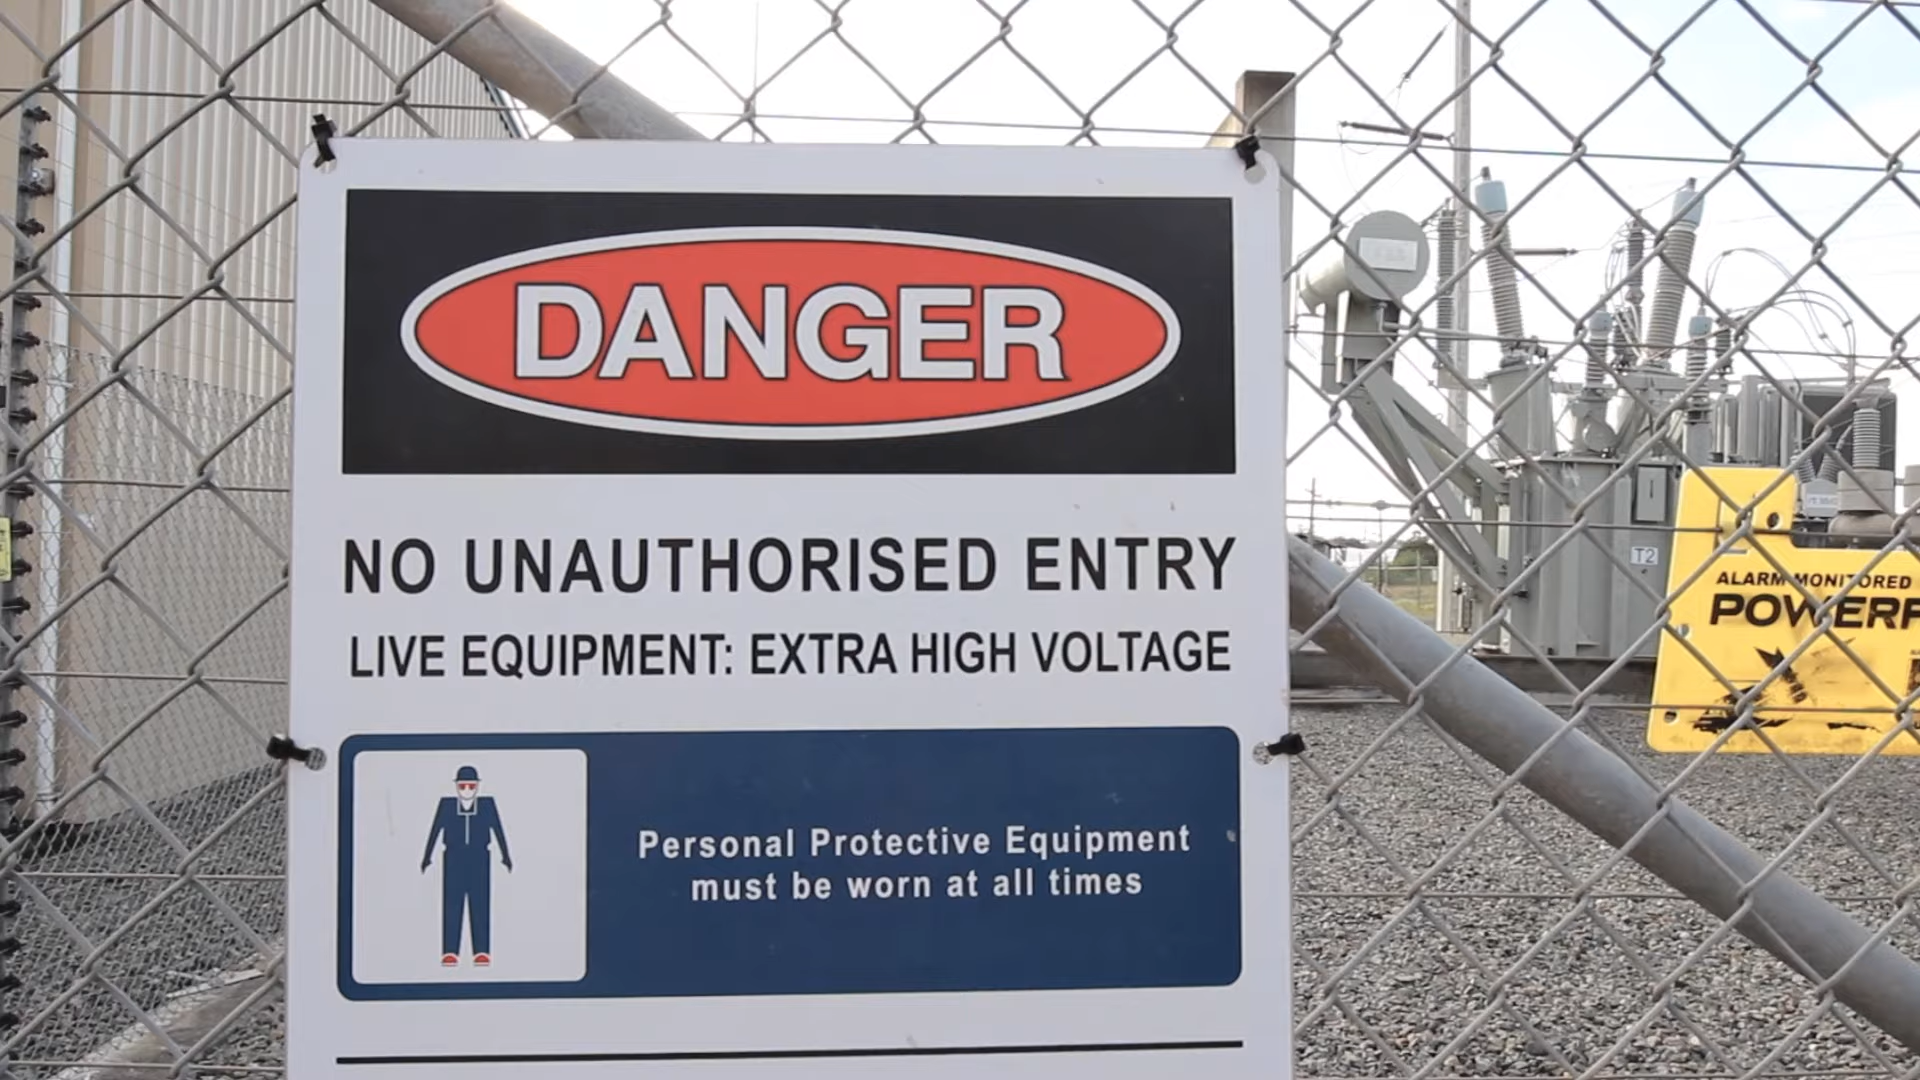 DANGER
NO UNAUTHORISED ENTRY
LIVE EQUIPMENT: EXTRA HIGH VOLTAGE
Personal Protective Equipment
must be worn at all times
T2
ALARM MONITORED